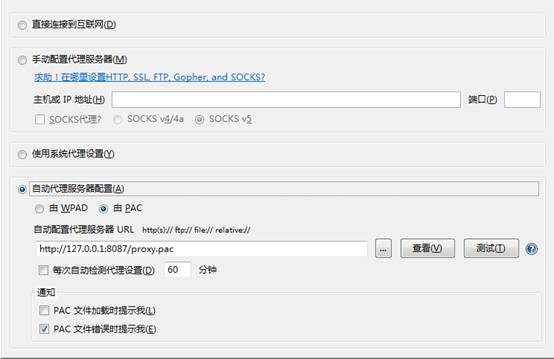 直接连接到互联网(D)
手动配置代理服务器(M)
求助！在哪里设置HTTP, SSL, FTP, Gopher, and SOCKS?
主机或 IP 地址(H) 端口(P)
SOCKS代理? SOCKS v4/4a SOCKS v5
使用系统代理设置(Y)
自动代理服务器配置(A)
由 WPAD 由 PAC
自动配置代理服务器 URL http(s):// ftp:// file:// relative://
http://127.0.0.1:8087/proxy.pac ... 查看(V) 测试(T) ?
每次自动检测代理设置(D) 60 分钟
通知
PAC 文件加载时提示我(L)
PAC 文件错误时提示我(E)